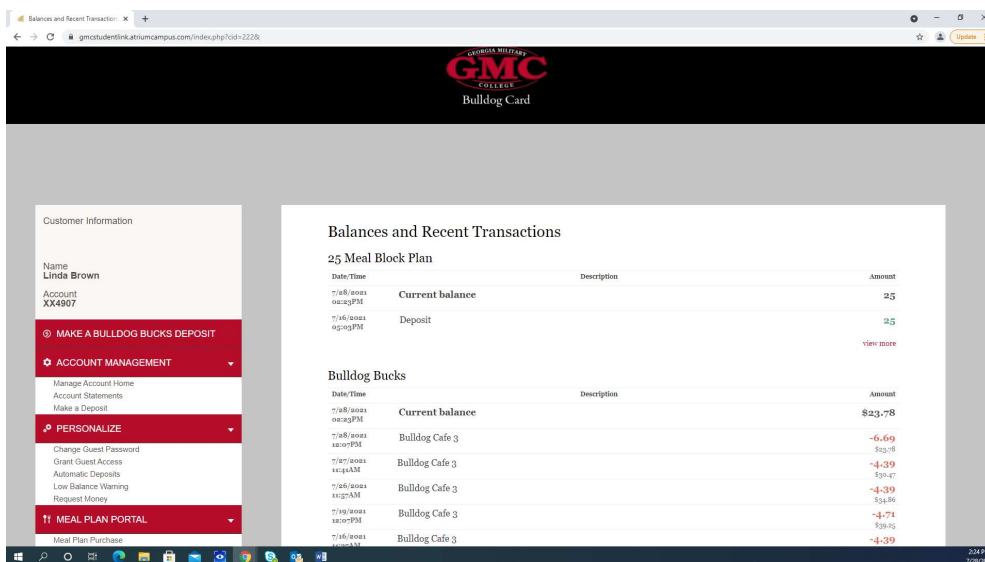 Balances and Recent Transaction
gmcstudentlink.atriumcampus.com/index.php?cid=222&
Update
GEORGIA MILITARY
GMC
COLLEGE
Bulldog Card
Customer Information
Name
Linda Brown
Account
XX4907
MAKE A BULLDOG BUCKS DEPOSIT
ACCOUNT MANAGEMENT
Manage Account Home
Account Statements
Make a Deposit
PERSONALIZE
Change Guest Password
Grant Guest Access
Automatic Deposits
Low Balance Warning
Request Money
MEAL PLAN PORTAL
Meal Plan Purchase
Balances and Recent Transactions
25 Meal Block Plan
Date/Time Description Amount
7/28/2021 02:23PM Current balance 25
7/16/2021 05:03PM Deposit 25
view more
Bulldog Bucks
Date/Time Description Amount
7/28/2021 02:23PM Current balance $23.78
7/28/2021 12:07PM Bulldog Cafe 3 -6.69
$23.78
7/27/2021 11:41AM Bulldog Cafe 3 -4.39
$30.47
7/26/2021 11:57AM Bulldog Cafe 3 -4.39
$34.86
7/19/2021 12:07PM Bulldog Cafe 3 -4.71
$39.25
7/16/2021 Bulldog Cafe 3 -4.39
2:24 P